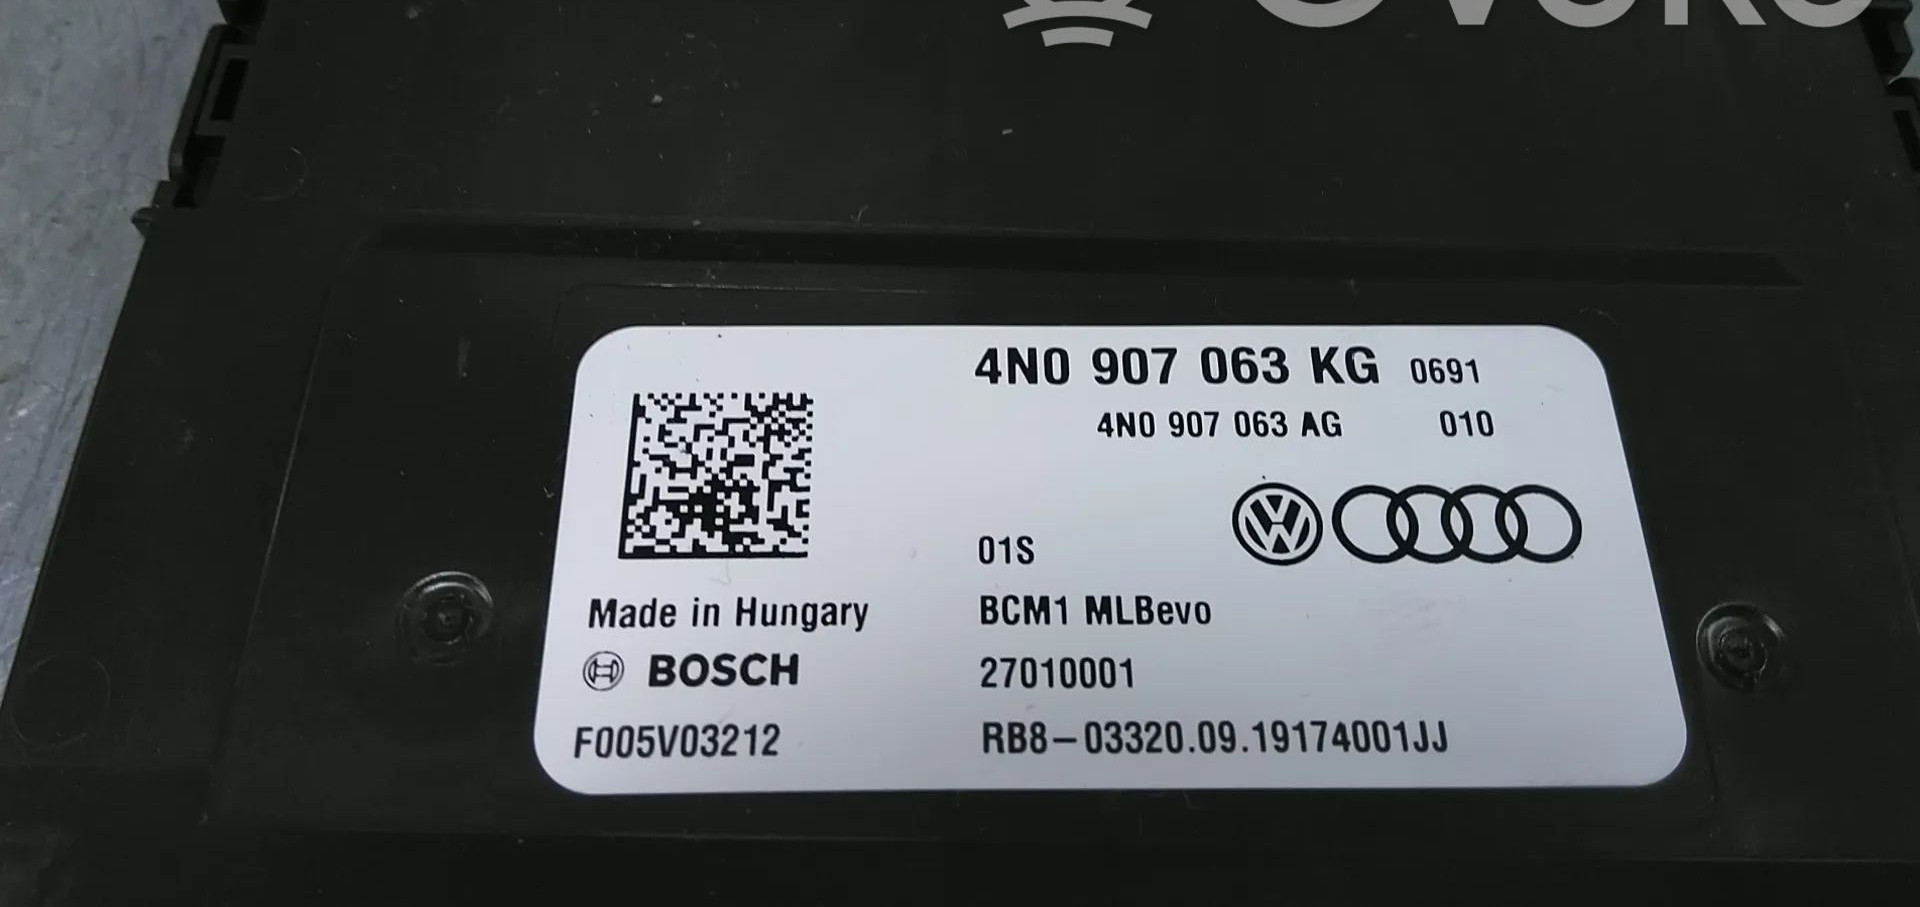 4N0 907 063 KG 0691
4N0 907 063 AG 010
01S
Made in Hungary BCM1 MLBevo
BOSCH 27010001
F005V03212 RB8-03320.09.19174001JJ